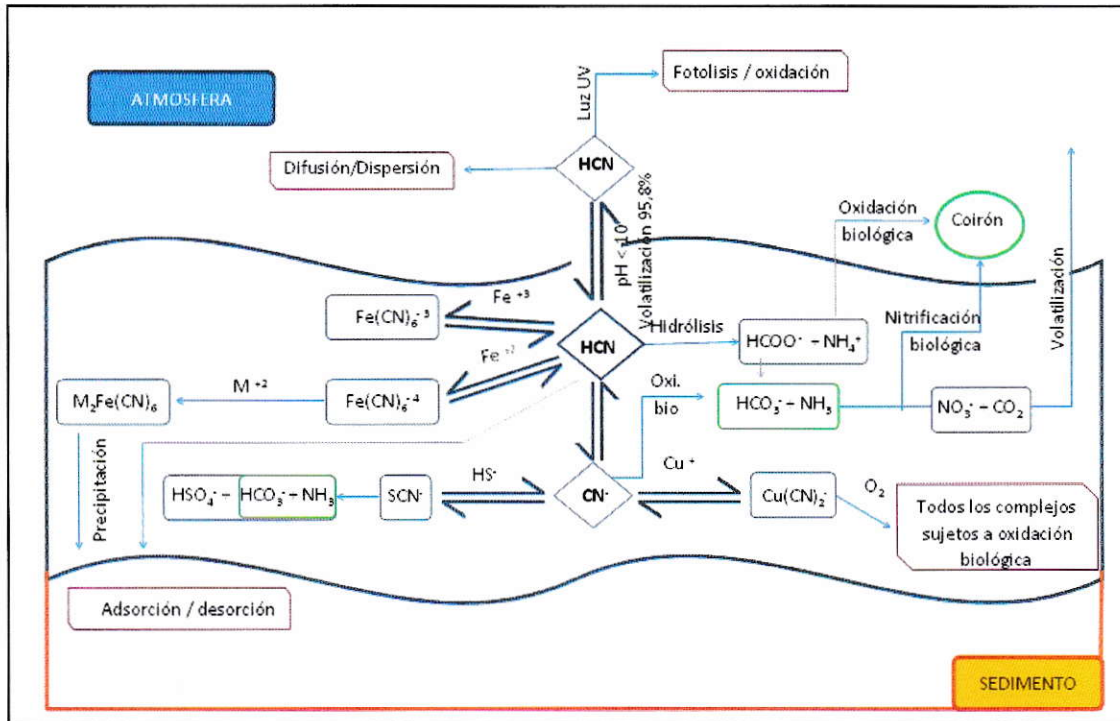 ATMOSFERA
Luz UV
Fotolisis / oxidación
HCN
Difusión/Dispersión
pH < 10
Volatilización 95,8%
Oxidación
biológica
Coirón
Volatilización
Fe +3
Fe(CN)6-3
HCN
Hidrólisis
HCOO- + NH4+
Nitrificación
biológica
Fe +2
M +2
M2Fe(CN)6
Fe(CN)6-4
Oxi.
bio
HCO3- + NH3
NO3- + CO2
Precipitación
HSO4- + HCO3- + NH3
SCN-
HS-
CN-
Cu +
Cu(CN)2-
O2
Todos los complejos
sujetos a oxidación
biológica
Adsorción / desorción
SEDIMENTO